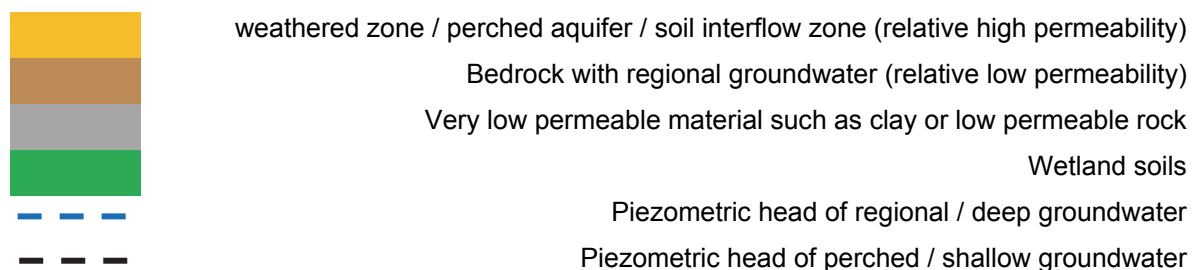 weathered zone / perched aquifer / soil interflow zone (relative high permeability)
Bedrock with regional groundwater (relative low permeability)
Very low permeable material such as clay or low permeable rock
Wetland soils
Piezometric head of regional / deep groundwater
Piezometric head of perched / shallow groundwater